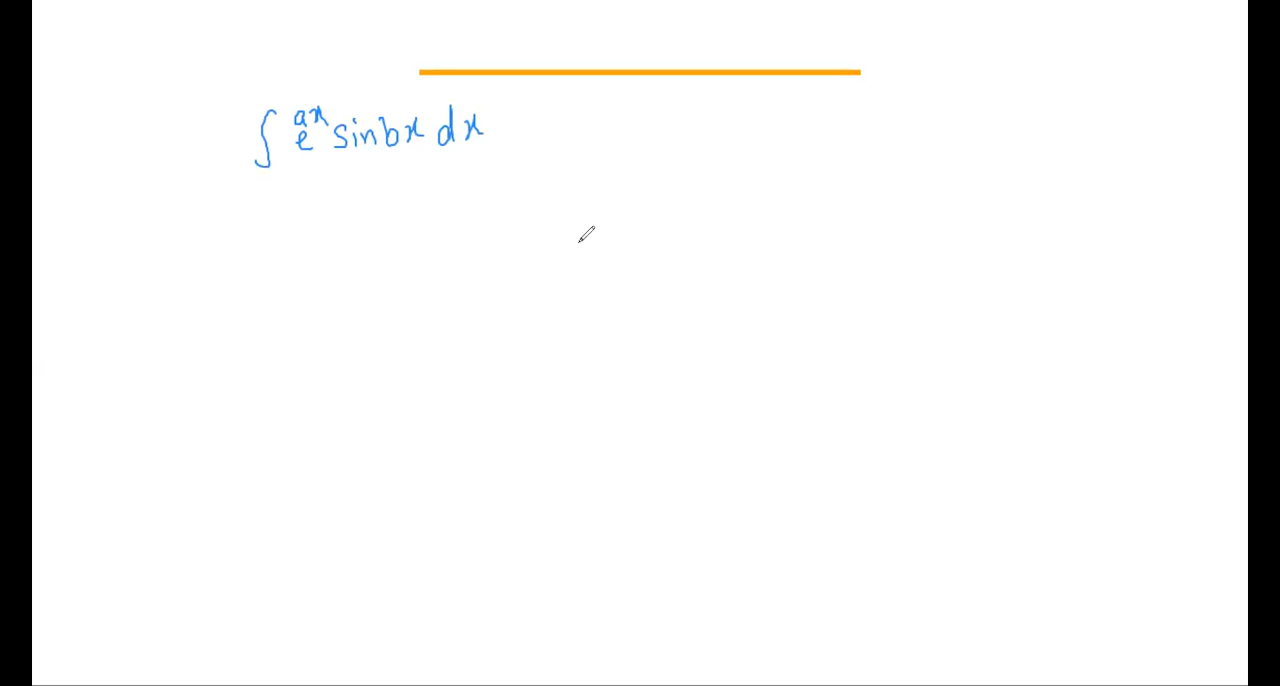 ∫ e^{ax} sin bx dx